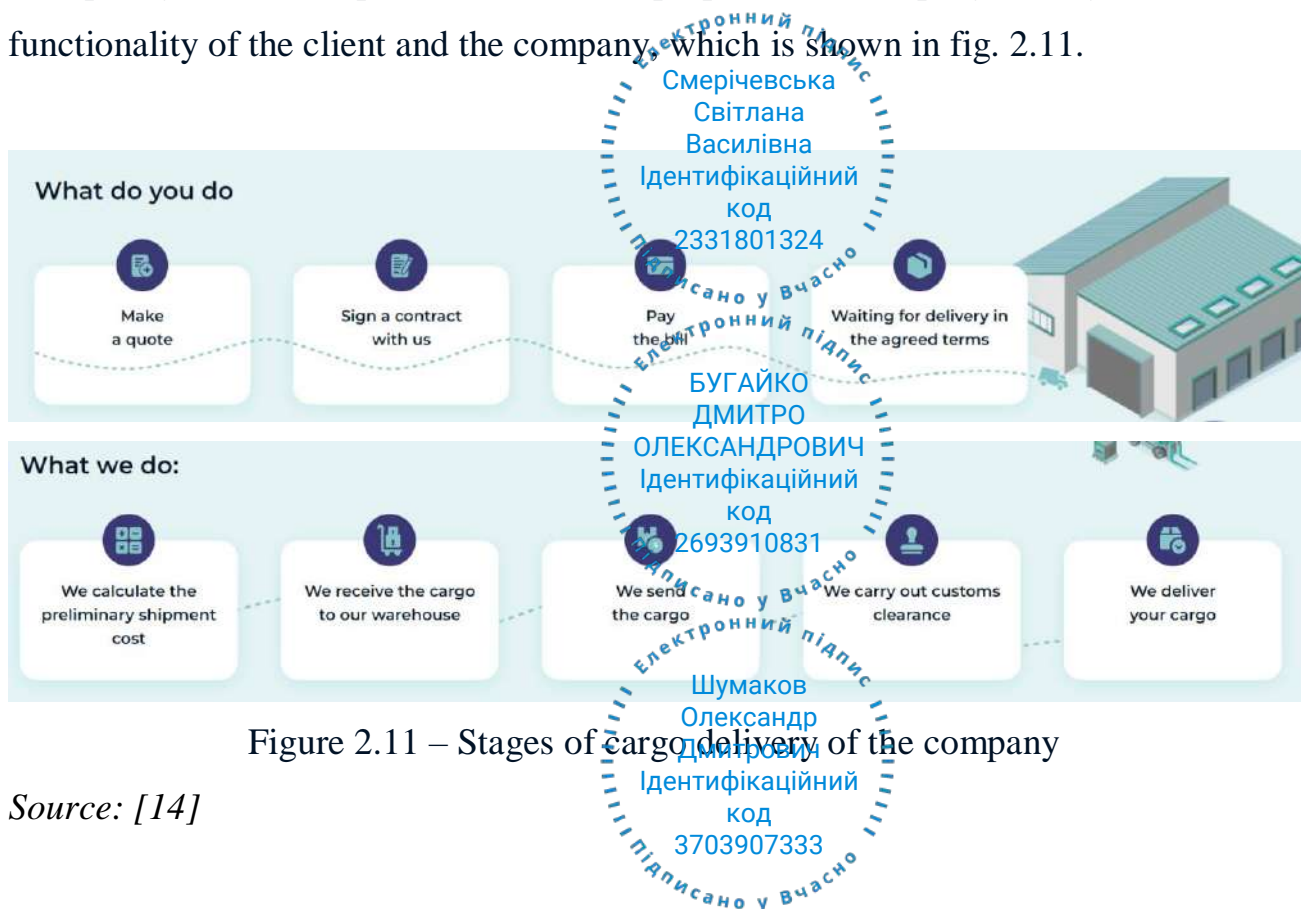 functionality of the client and the company, which is shown in fig. 2.11.
Електронний підпис
Смерічевська
Світлана
Василівна
Ідентифікаційний
код
2331801324
Підписано у Вчасно
What do you do
Make
a quote
Sign a contract
with us
Pay
the bill
Waiting for delivery in
the agreed terms
Електронний підпис
БУГАЙКО
ДМИТРО
ОЛЕКСАНДРОВИЧ
Ідентифікаційний
код
2693910831
Підписано у Вчасно
What we do:
We calculate the
preliminary shipment
cost
We receive the cargo
to our warehouse
We send
the cargo
We carry out customs
clearance
We deliver
your cargo
Електронний підпис
Шумаков
Олександр
Дмитрович
Ідентифікаційний
код
3703907333
Підписано у Вчасно
Figure 2.11 – Stages of cargo delivery of the company
Source: [14]